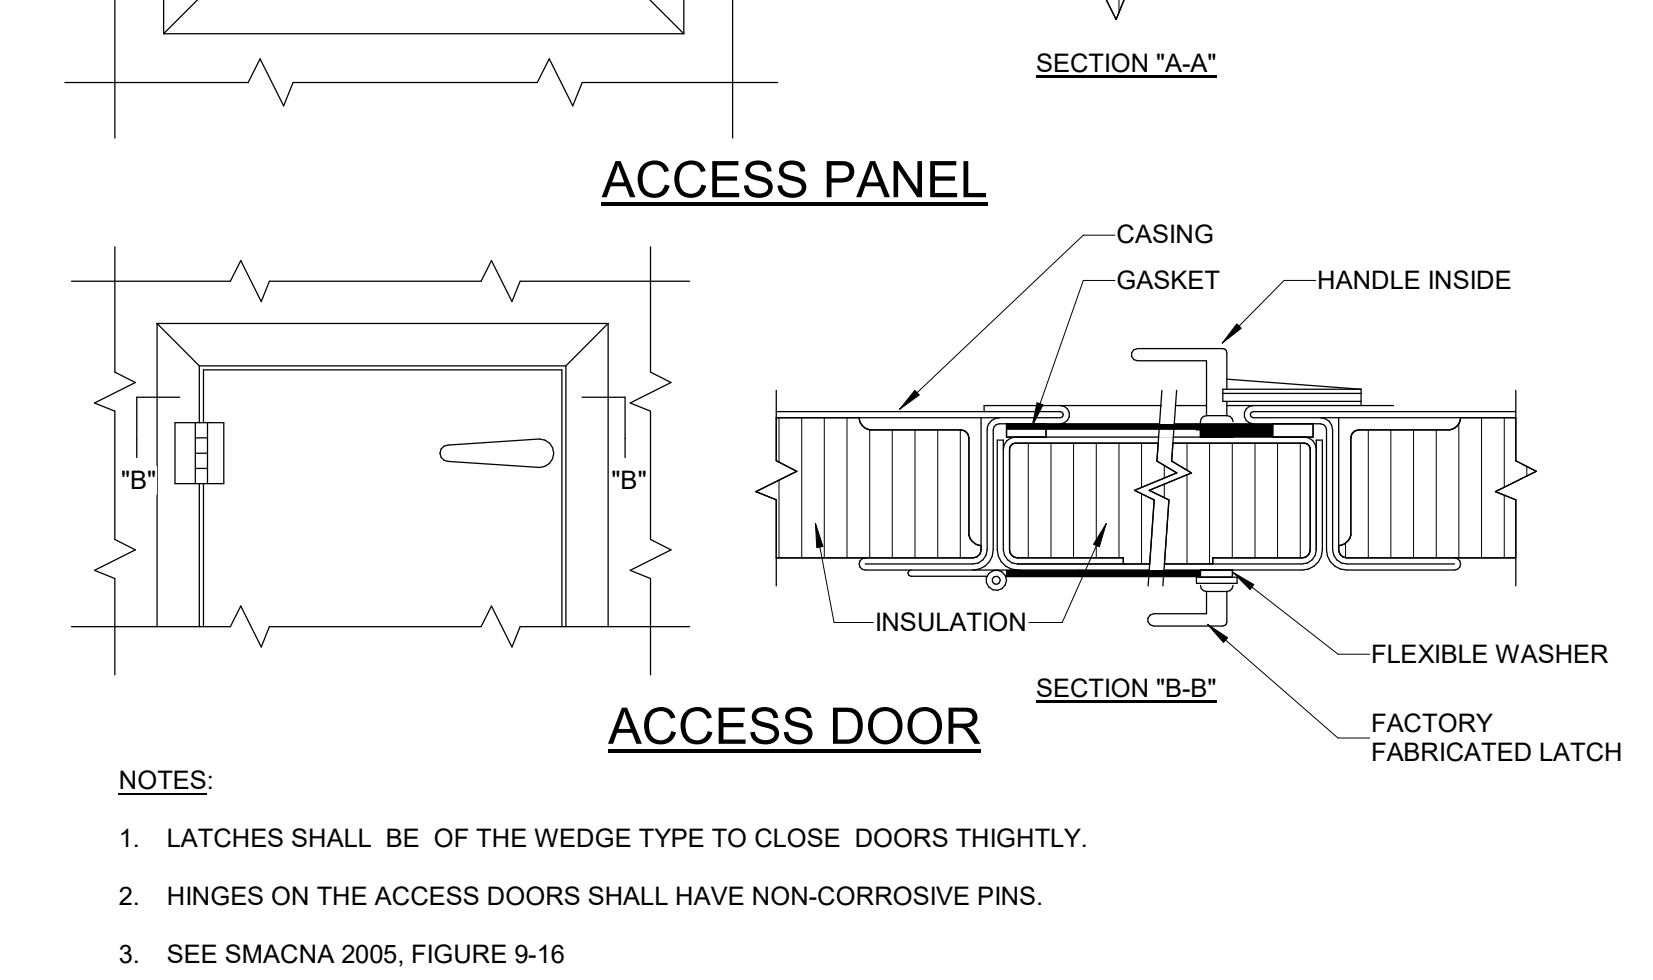 SECTION "A-A"
ACCESS PANEL
CASING
GASKET
HANDLE INSIDE
"B"
"B"
INSULATION
FLEXIBLE WASHER
SECTION "B-B"
FACTORY
FABRICATED LATCH
ACCESS DOOR
NOTES:
1. LATCHES SHALL BE OF THE WEDGE TYPE TO CLOSE DOORS THIGHTLY.
2. HINGES ON THE ACCESS DOORS SHALL HAVE NON-CORROSIVE PINS.
3. SEE SMACNA 2005, FIGURE 9-16